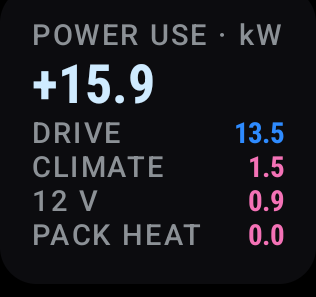 POWER USE · kW
+15.9
DRIVE 13.5
CLIMATE 1.5
12 V 0.9
PACK HEAT 0.0